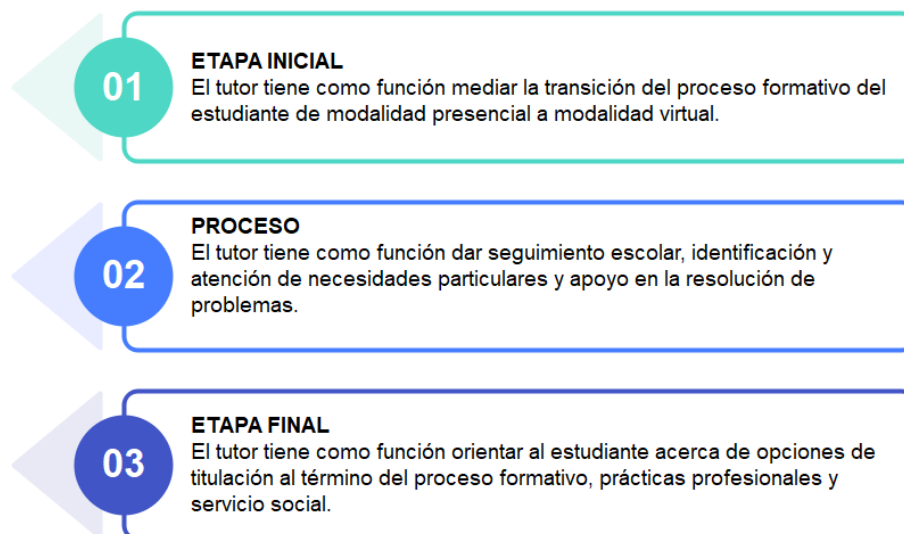 01
ETAPA INICIAL
El tutor tiene como función mediar la transición del proceso formativo del
estudiante de modalidad presencial a modalidad virtual.
02
PROCESO
El tutor tiene como función dar seguimiento escolar, identificación y
atención de necesidades particulares y apoyo en la resolución de
problemas.
03
ETAPA FINAL
El tutor tiene como función orientar al estudiante acerca de opciones de
titulación al término del proceso formativo, prácticas profesionales y
servicio social.